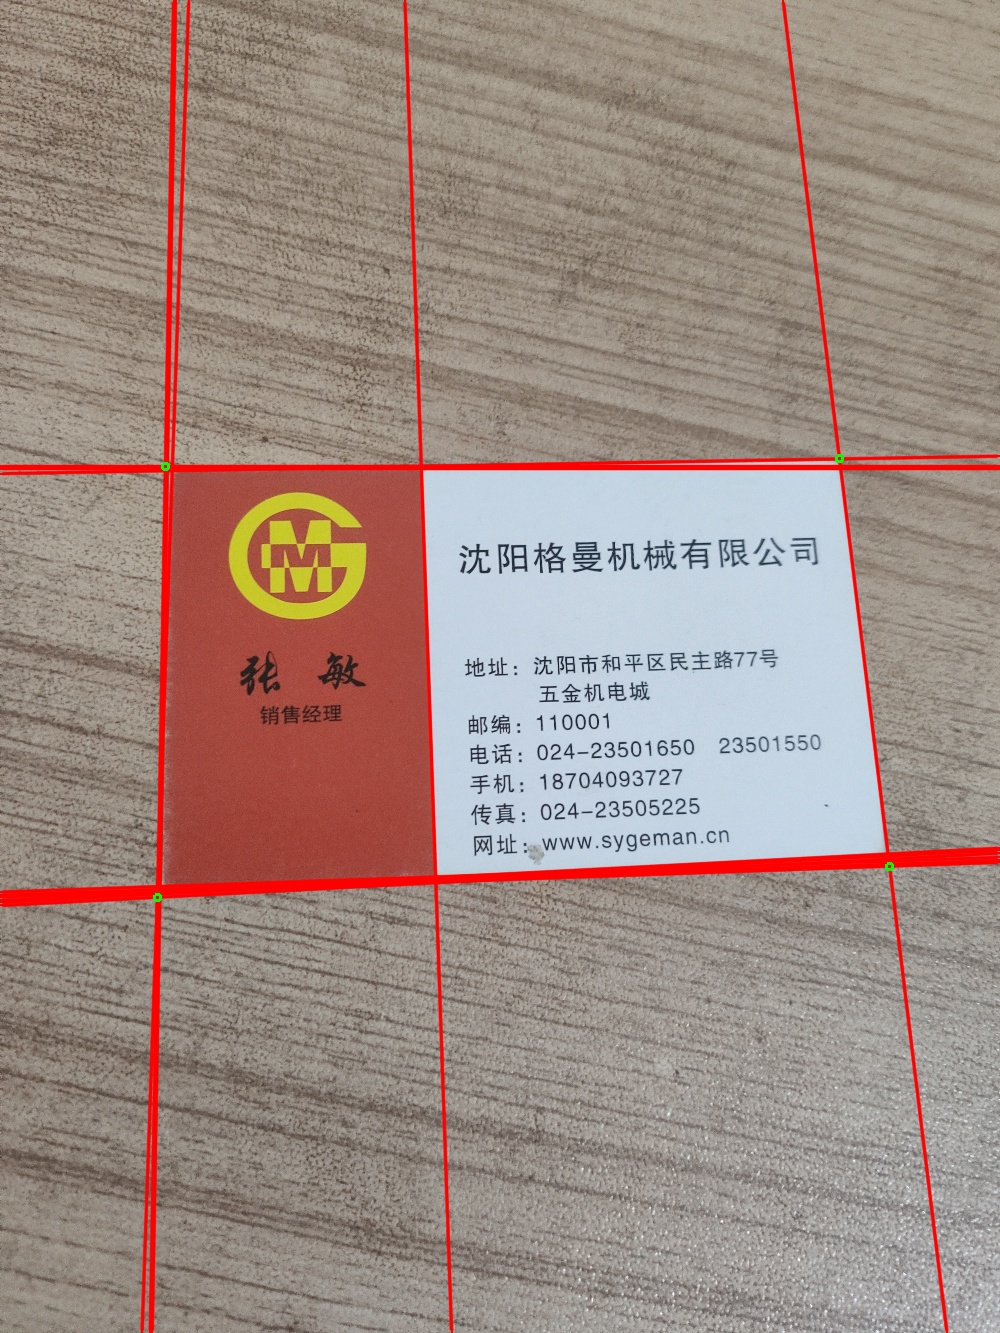 GM
张 敏
销售经理
沈阳格曼机械有限公司
地址：沈阳市和平区民主路77号
五金机电城
邮编：110001
电话：024-23501650 23501550
手机：18704093727
传真：024-23505225
网址：www.sygeman.cn